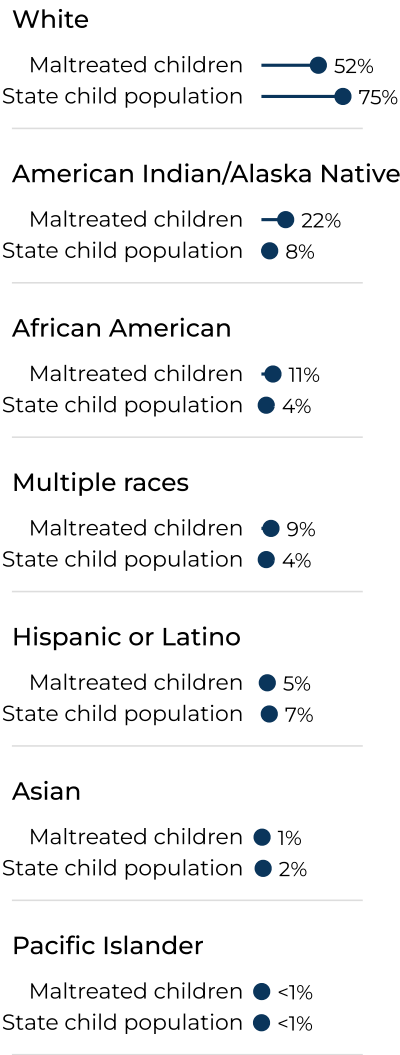 White
Maltreated children 52%
State child population 75%
American Indian/Alaska Native
Maltreated children 22%
State child population 8%
African American
Maltreated children 11%
State child population 4%
Multiple races
Maltreated children 9%
State child population 4%
Hispanic or Latino
Maltreated children 5%
State child population 7%
Asian
Maltreated children 1%
State child population 2%
Pacific Islander
Maltreated children <1%
State child population <1%